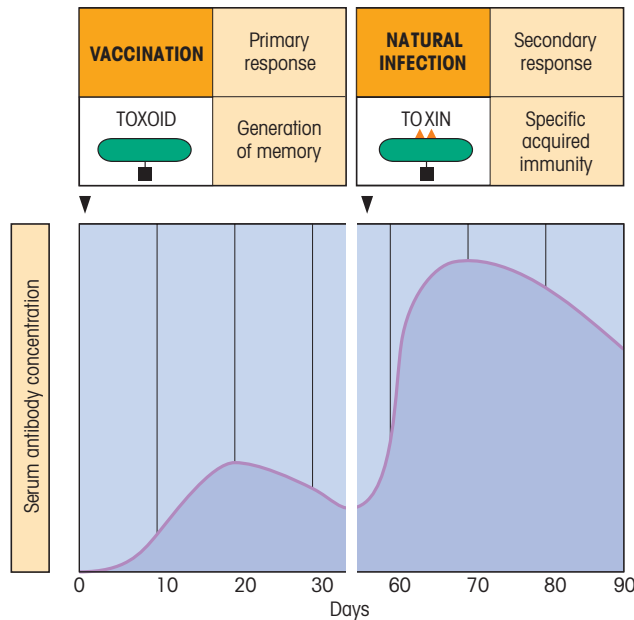 VACCINATION
Primary
response
NATURAL
INFECTION
Secondary
response
TOXOID
Generation
of memory
TOXIN
Specific
acquired
immunity
Serum antibody concentration
0 10 20 30 60 70 80 90
Days